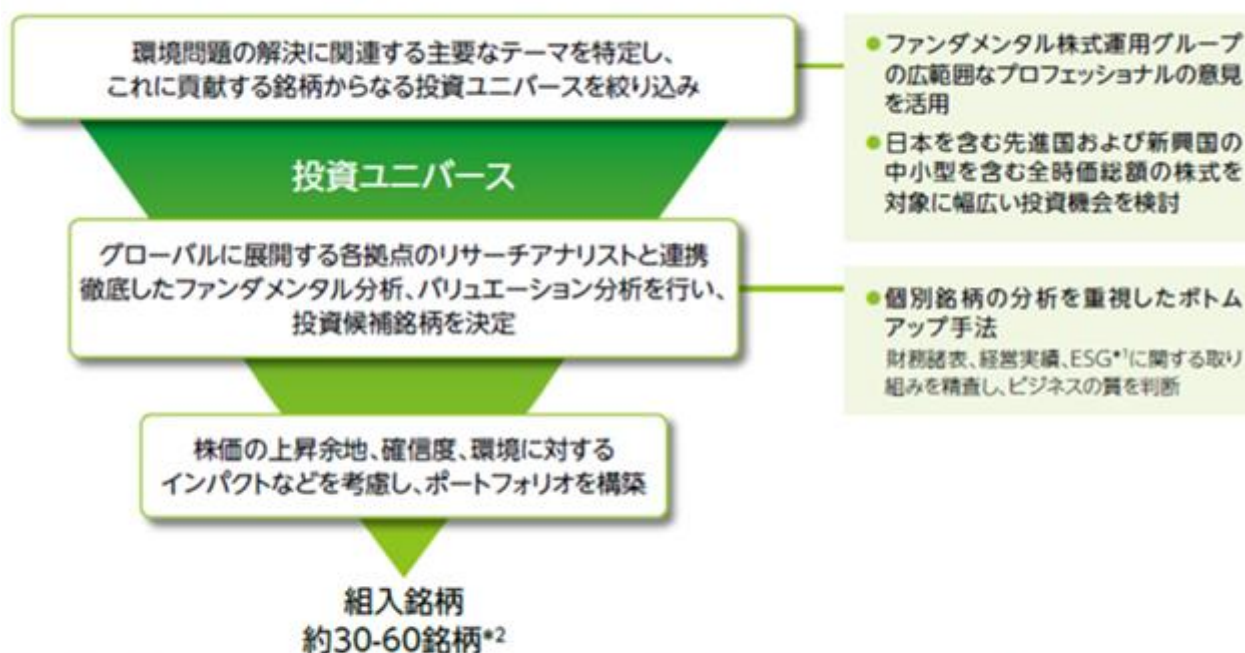 環境問題の解決に関連する主要なテーマを特定し、
これに貢献する銘柄からなる投資ユニバースを絞り込み
●ファンダメンタル株式運用グループ
の広範囲なプロフェッショナルの意見
を活用
●日本を含む先進国および新興国の
中小型を含む全時価総額の株式を
対象に幅広い投資機会を検討
投資ユニバース
グローバルに展開する各拠点のリサーチアナリストと連携
徹底したファンダメンタル分析、バリュエーション分析を行い、
投資候補銘柄を決定
●個別銘柄の分析を重視したボトム
アップ手法
財務諸表、経営実績、ESG*1に関する取り
組みを精査し、ビジネスの質を判断
株価の上昇余地、確信度、環境に対する
インパクトなどを考慮し、ポートフォリオを構築
組入銘柄
約30-60銘柄*2